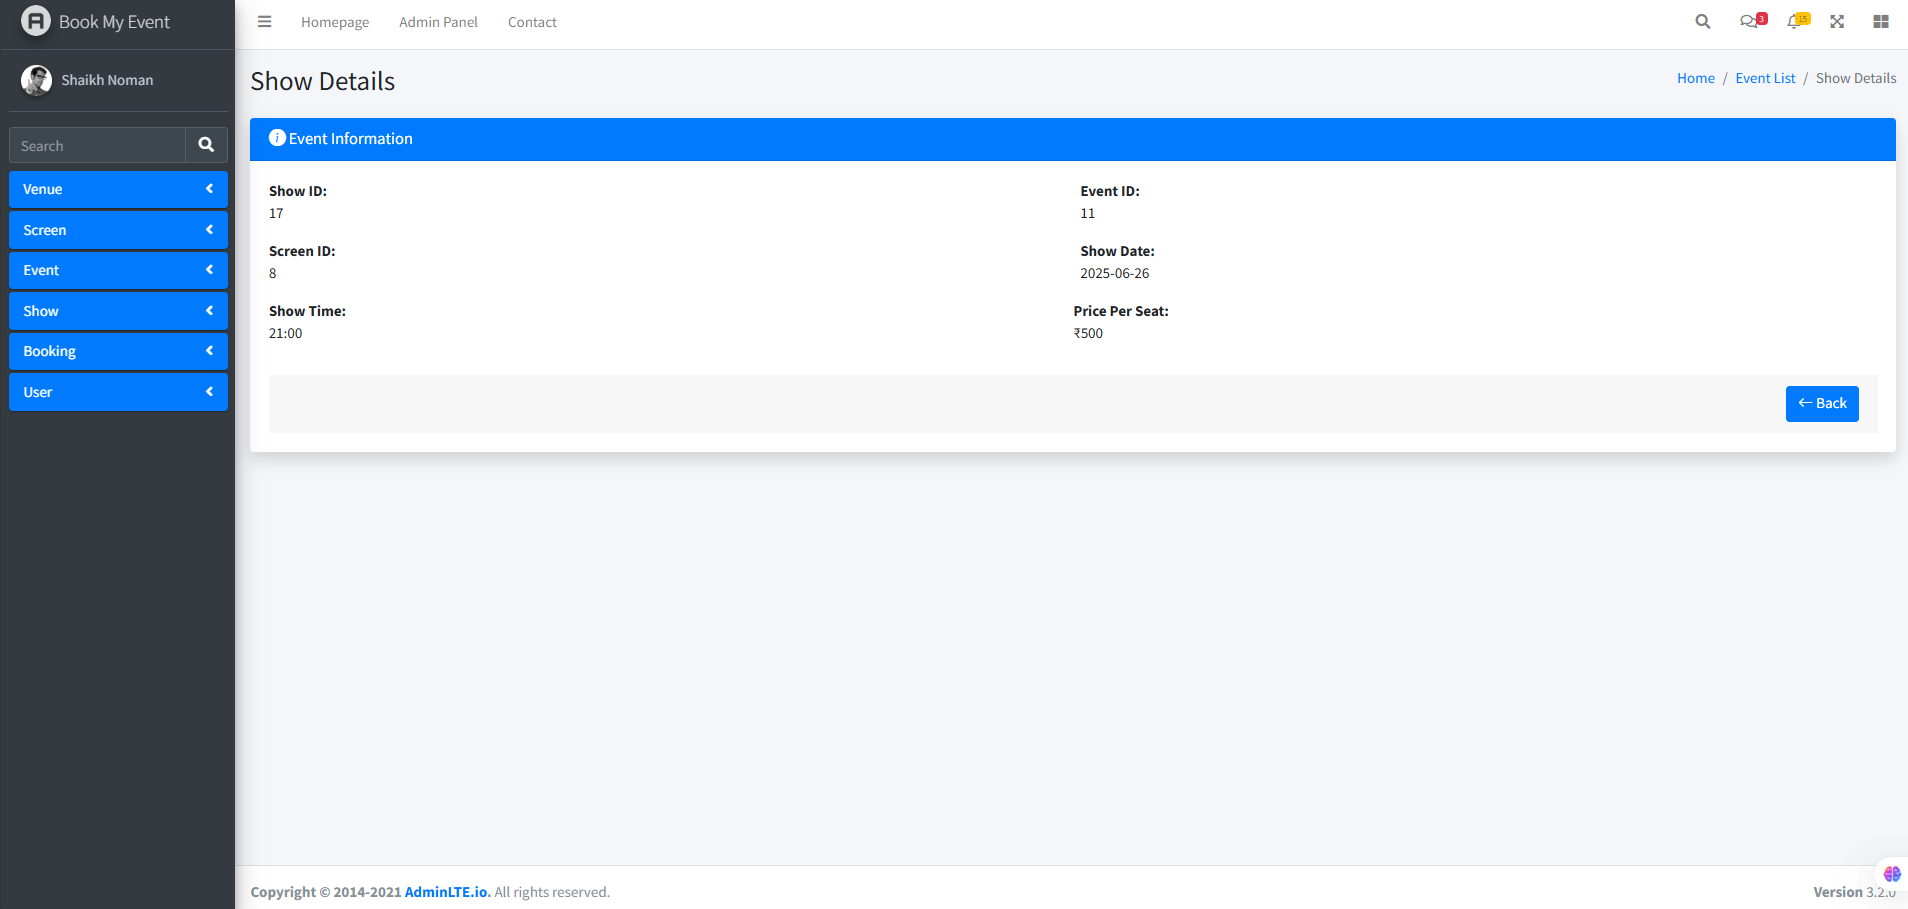 Book My Event
Homepage Admin Panel Contact
3 15
Shaikh Noman
Show Details
Home / Event List / Show Details
Search
Venue
Screen
Event
Show
Booking
User
Event Information
Show ID:
17
Event ID:
11
Screen ID:
8
Show Date:
2025-06-26
Show Time:
21:00
Price Per Seat:
₹500
← Back
Copyright © 2014-2021 AdminLTE.io. All rights reserved.
Version 3.2.0